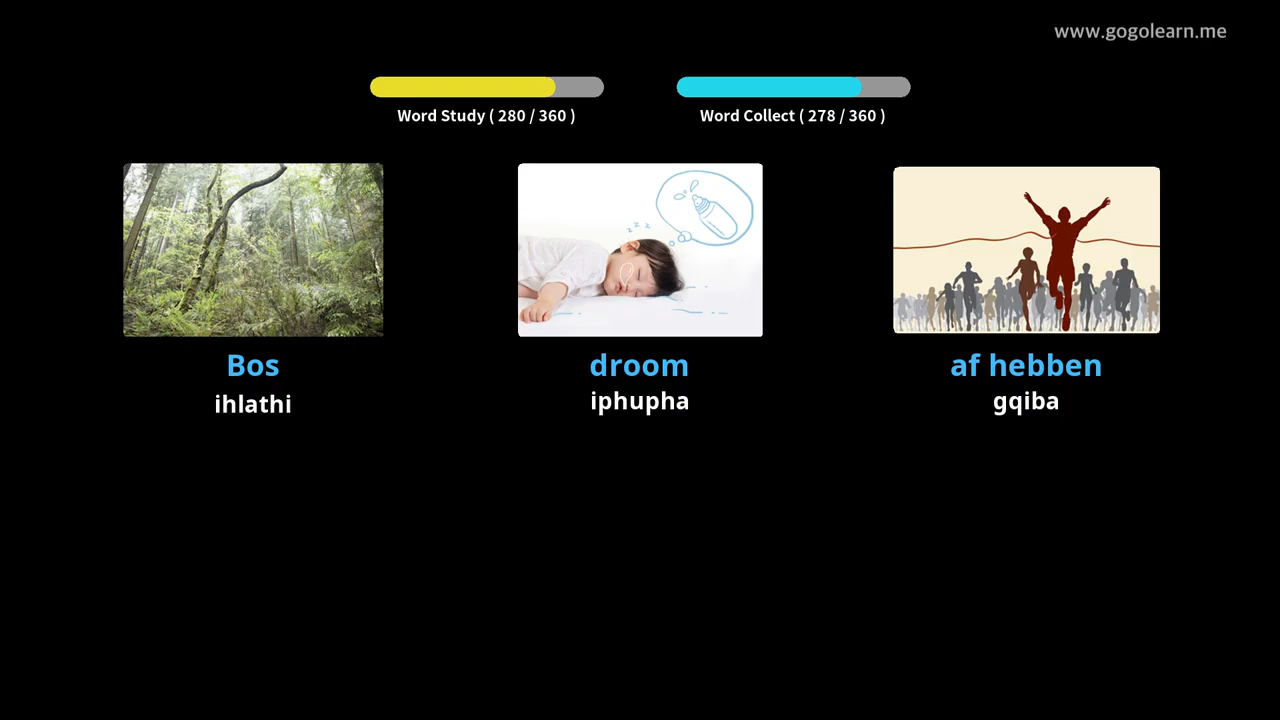 www.gogolearn.me
Word Study ( 280 / 360 )
Word Collect ( 278 / 360 )
Bos
ihlathi
droom
iphupha
af hebben
gqiba